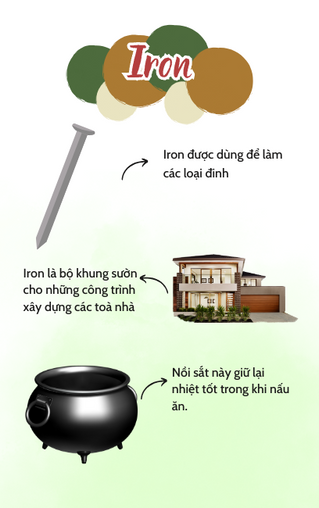 Iron
Iron được dùng để làm
các loại đinh
Iron là bộ khung sườn
cho những công trình
xây dựng các toà nhà
Nồi sắt này giữ lại
nhiệt tốt trong khi nấu
ăn.